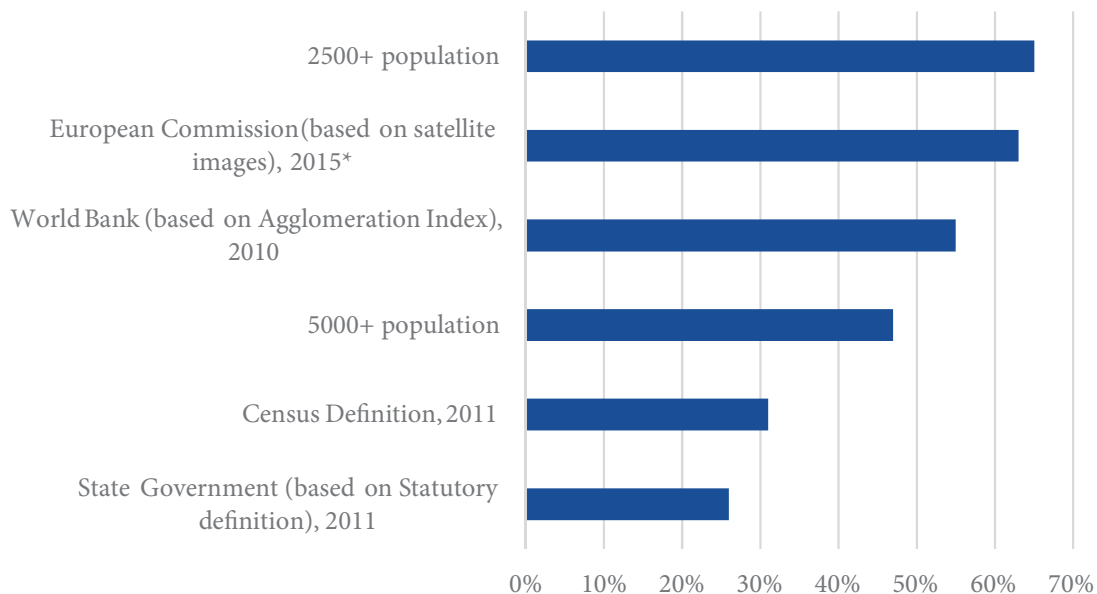 2500+ population
European Commission(based on satellite
images), 2015*
World Bank (based on Agglomeration Index),
2010
5000+ population
Census Definition, 2011
State Government (based on Statutory
definition), 2011
0% 10% 20% 30% 40% 50% 60% 70%